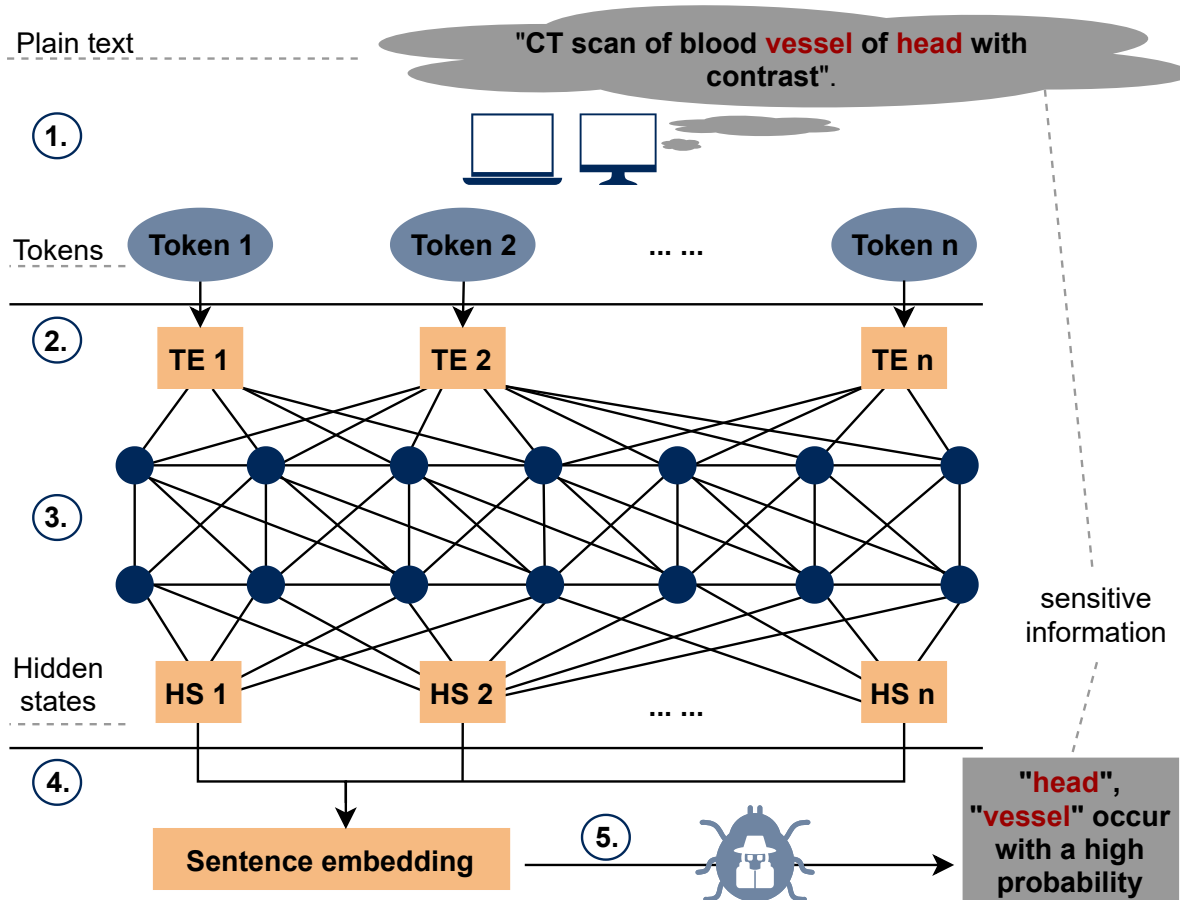 Plain text
"CT scan of blood vessel of head with
contrast".
1.
Tokens
Token 1
Token 2
... ...
Token n
2.
TE 1
TE 2
TE n
3.
sensitive
information
Hidden
states
HS 1
HS 2
... ...
HS n
4.
Sentence embedding
5.
"head",
"vessel" occur
with a high
probability